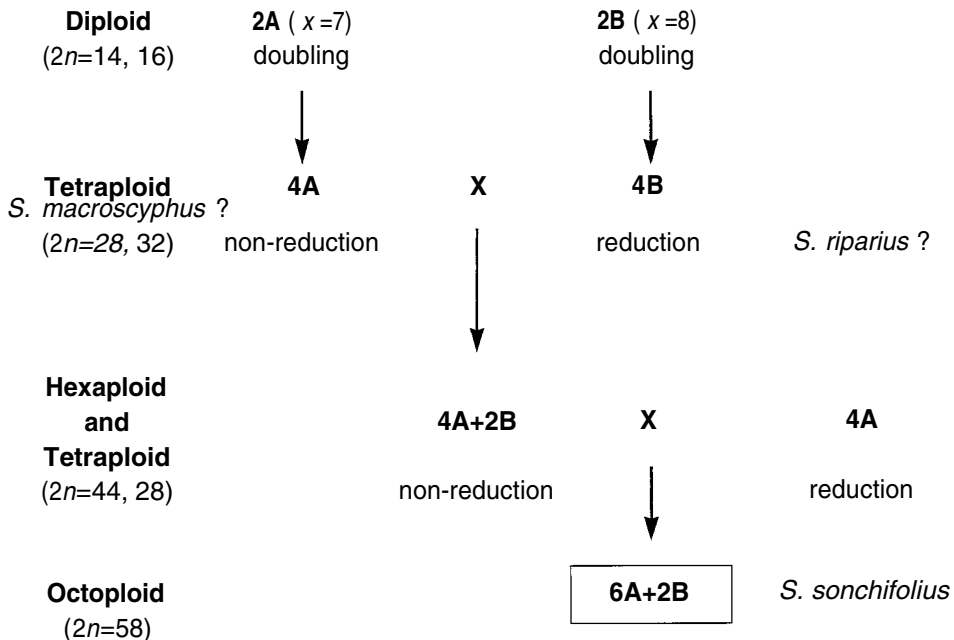 Diploid 2A ( x =7) 2B ( x =8)
(2n=14, 16) doubling doubling
Tetraploid 4A X 4B
S. macroscyphus ?
(2n=28, 32) non-reduction reduction S. riparius ?
Hexaploid
and 4A+2B X 4A
Tetraploid
(2n=44, 28) non-reduction reduction
Octoploid 6A+2B S. sonchifolius
(2n=58)